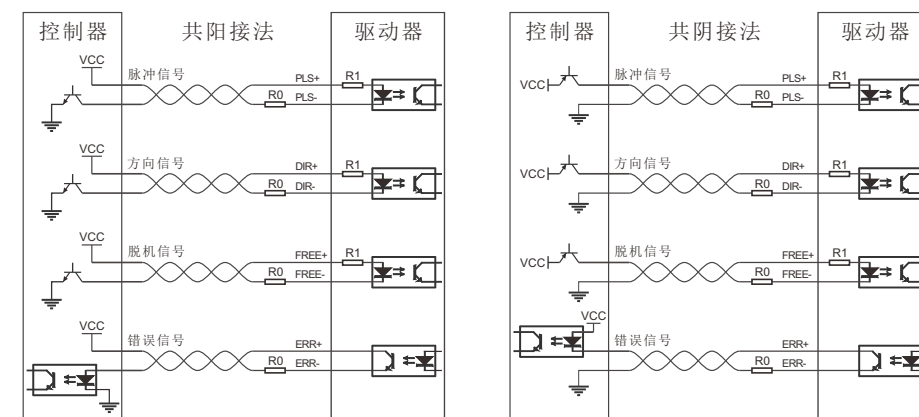 控制器 共阳接法 驱动器
VCC
脉冲信号 PLS+ R1
R0 PLS-
VCC
方向信号 DIR+ R1
R0 DIR-
VCC
脱机信号 FREE+ R1
R0 FREE-
VCC
错误信号 ERR+
R0 ERR-
控制器 共阴接法 驱动器
VCC 脉冲信号 PLS+ R1
R0 PLS-
VCC 方向信号 DIR+ R1
R0 DIR-
VCC 脱机信号 FREE+ R1
R0 FREE-
VCC
错误信号 ERR+
R0 ERR-